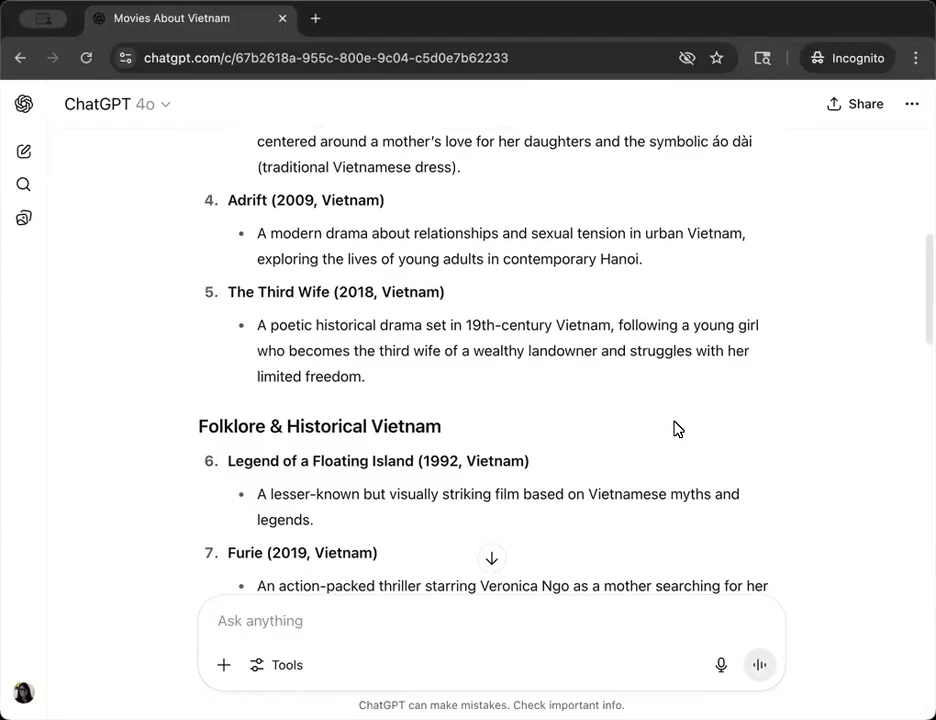 Movies About Vietnam
chatgpt.com/c/67b2618a-955c-800e-9c04-c5d0e7b62233
Incognito
ChatGPT 4o
Share
centered around a mother's love for her daughters and the symbolic áo dài
(traditional Vietnamese dress).
4. Adrift (2009, Vietnam)
• A modern drama about relationships and sexual tension in urban Vietnam,
exploring the lives of young adults in contemporary Hanoi.
5. The Third Wife (2018, Vietnam)
• A poetic historical drama set in 19th-century Vietnam, following a young girl
who becomes the third wife of a wealthy landowner and struggles with her
limited freedom.
Folklore & Historical Vietnam
6. Legend of a Floating Island (1992, Vietnam)
• A lesser-known but visually striking film based on Vietnamese myths and
legends.
7. Furie (2019, Vietnam)
• An action-packed thriller starring Veronica Ngo as a mother searching for her
Ask anything
Tools
ChatGPT can make mistakes. Check important info.